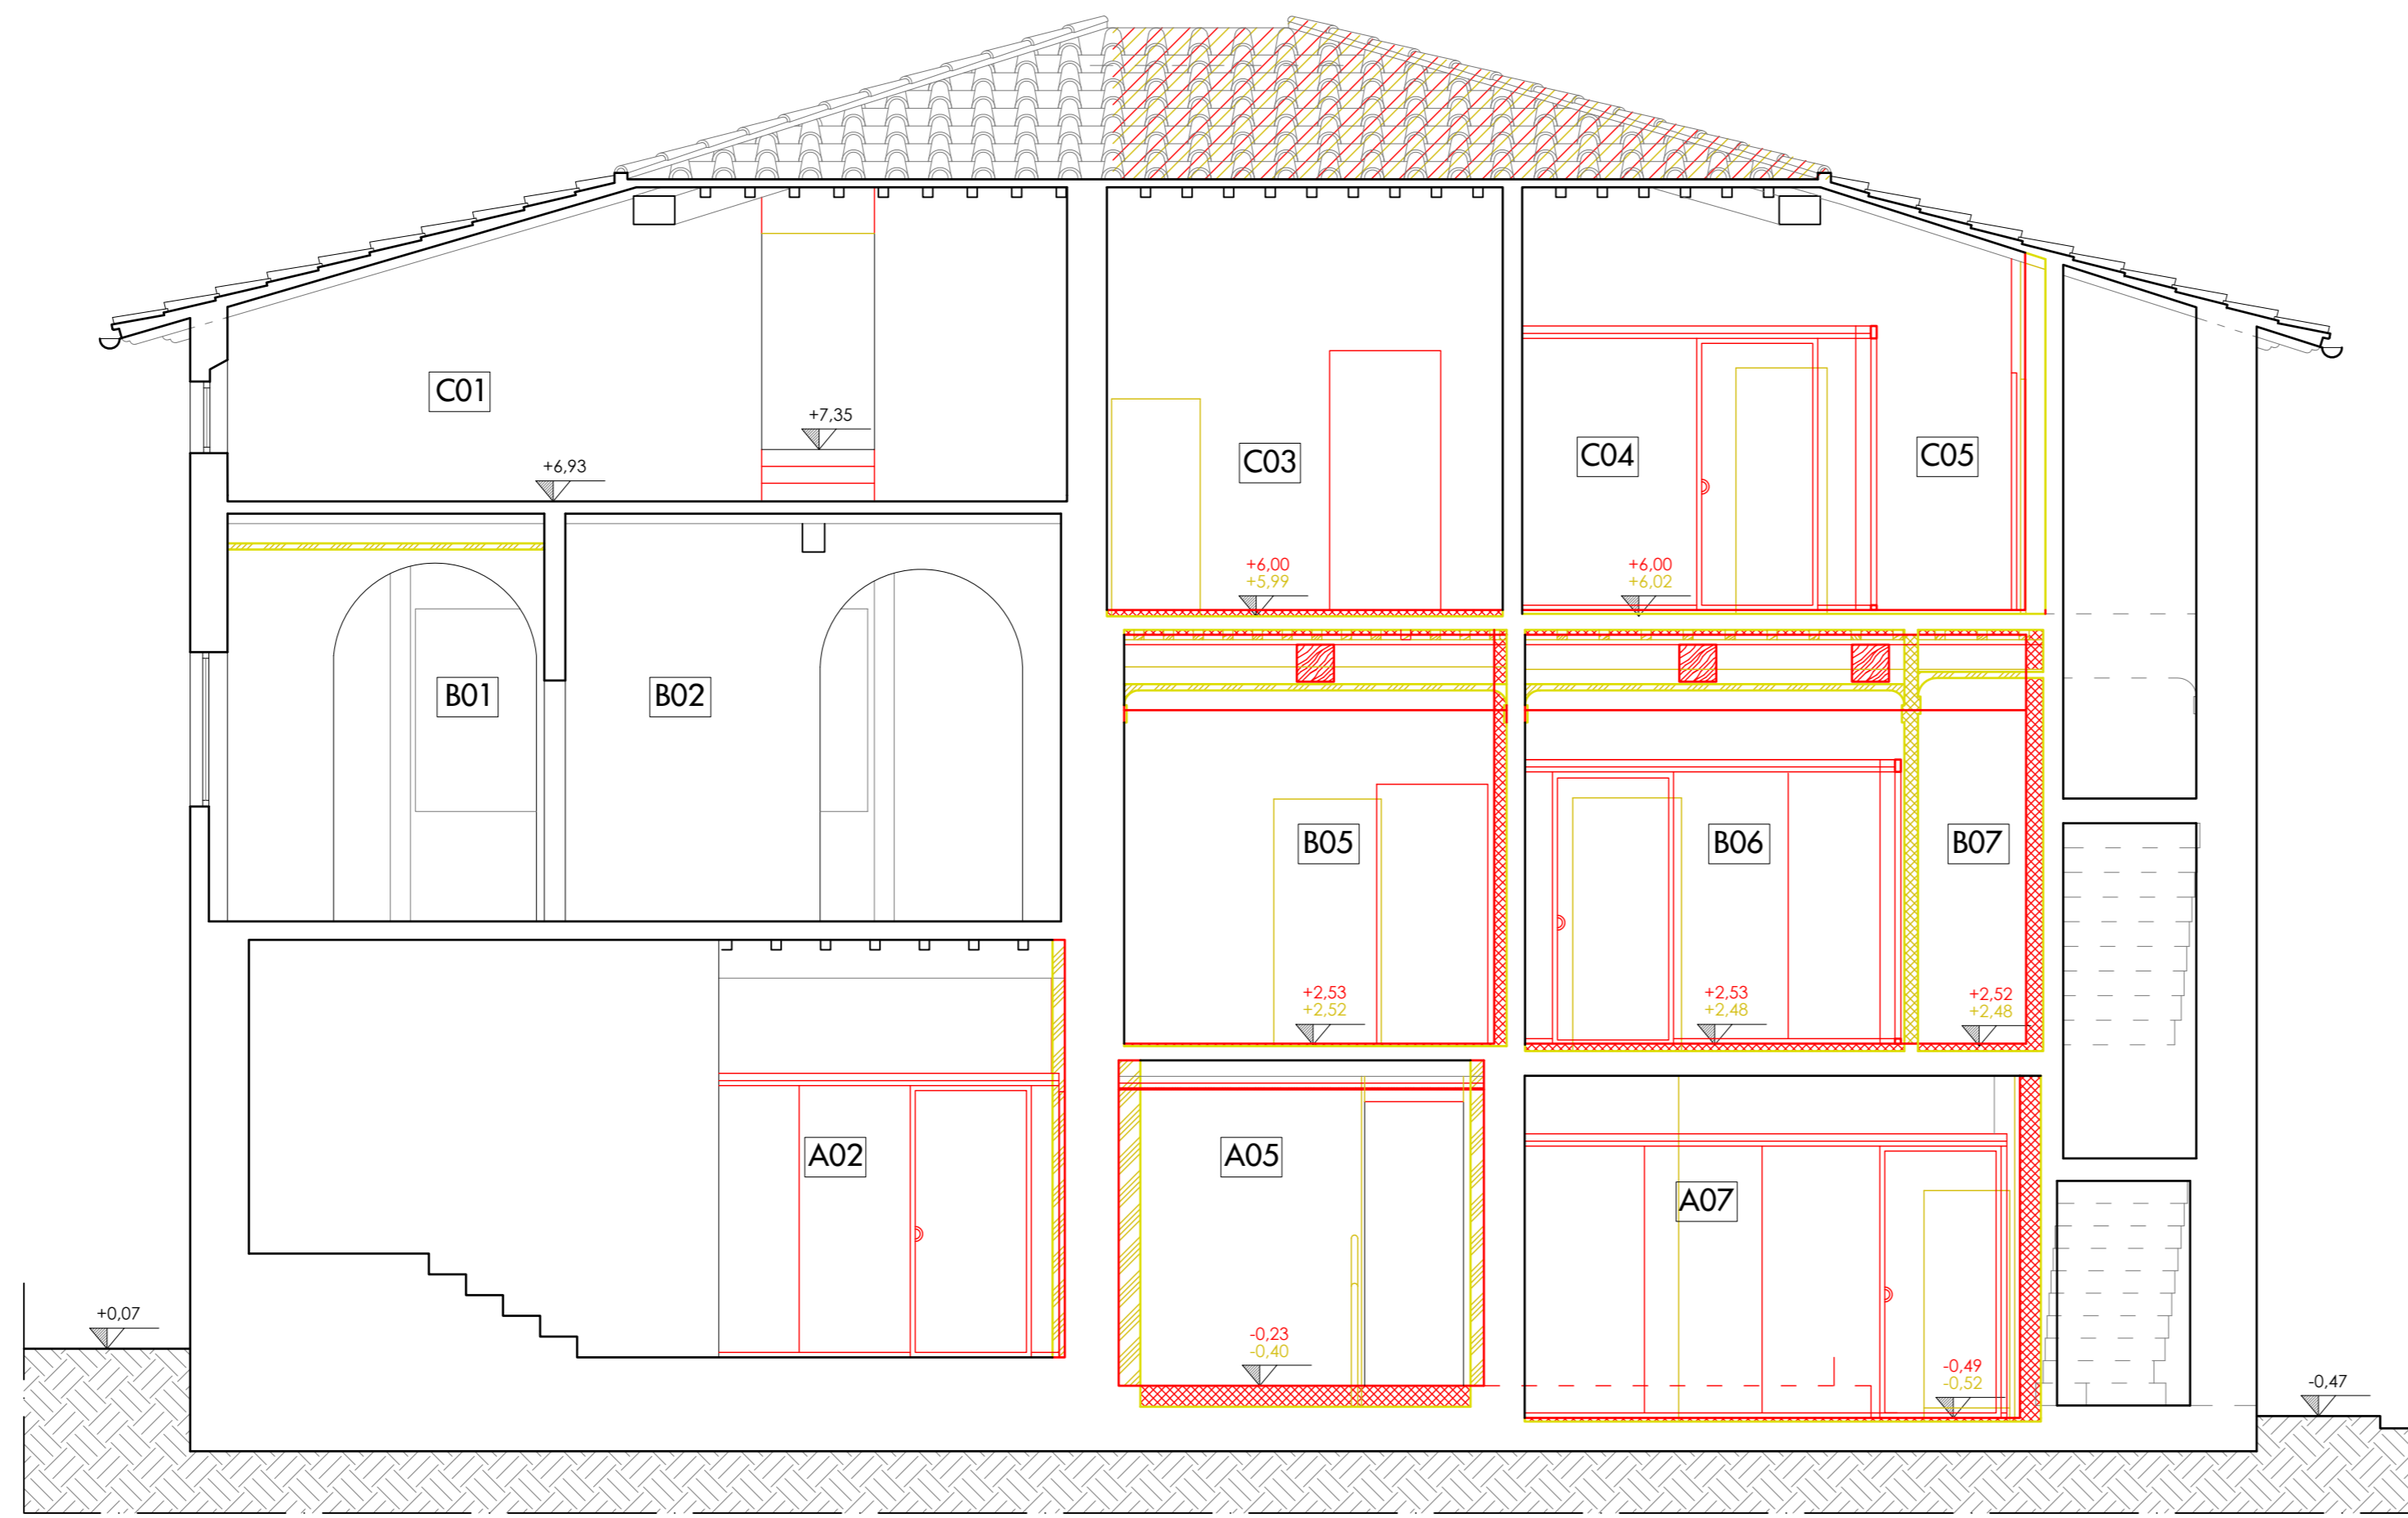 +7,35
C01
C03
C04
C05
+6,93
+6,00
+5,99
+6,00
+6,02
B01
B02
B05
B06
B07
+2,53
+2,52
+2,53
+2,48
+2,52
+2,48
A02
A05
A07
+0,07
-0,23
-0,40
-0,49
-0,52
-0,47